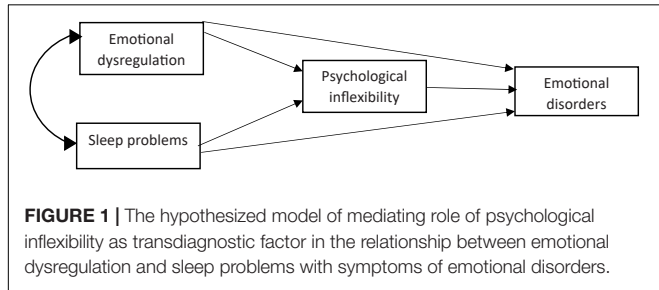 Emotional
dysregulation
Psychological
inflexibility
Emotional
disorders
Sleep problems
FIGURE 1 | The hypothesized model of mediating role of psychological
inflexibility as transdiagnostic factor in the relationship between emotional
dysregulation and sleep problems with symptoms of emotional disorders.